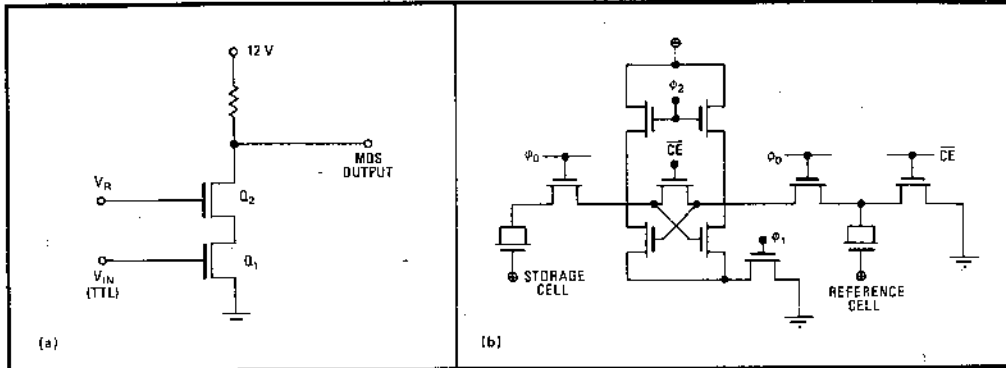 12 V
MOS
OUTPUT
V_R
Q_2
V_IN
(TTL)
Q_1
(a)
φ_2
φ_0
CE
φ_0
CE
φ_1
STORAGE
CELL
REFERENCE
CELL
(b)